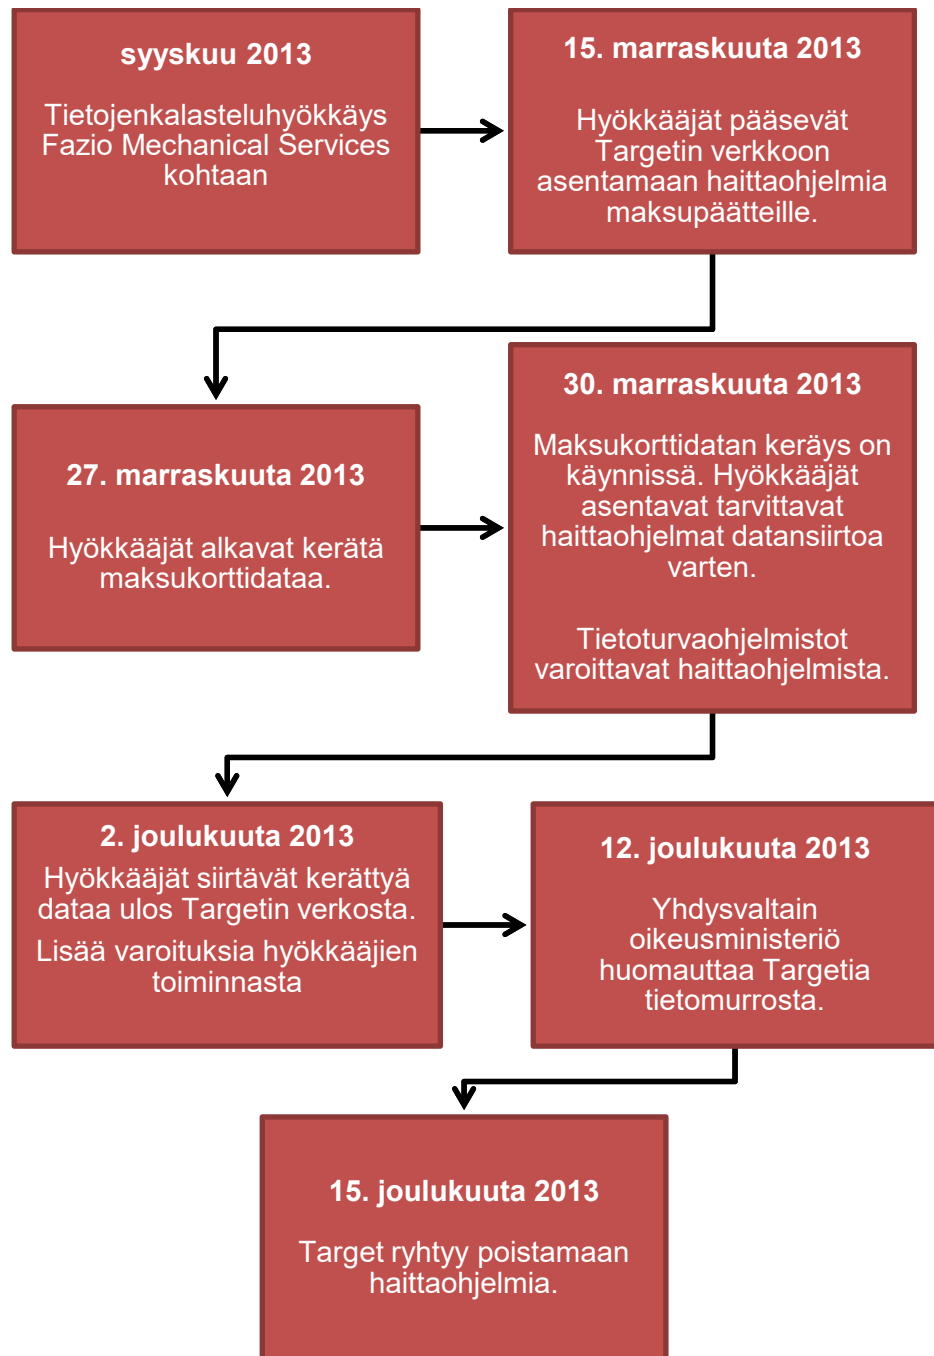 syyskuu 2013
Tietojenkalasteluhyökkäys
Fazio Mechanical Services
kohtaan
15. marraskuuta 2013
Hyökkääjät pääsevät
Targetin verkkoon
asentamaan haittaohjelmia
maksupäätteille.
27. marraskuuta 2013
Hyökkääjät alkavat kerätä
maksukorttidataa.
30. marraskuuta 2013
Maksukorttidatan keräys on
käynnissä. Hyökkääjät
asentavat tarvittavat
haittaohjelmat datansiirtoa
varten.
Tietoturvaohjelmistot
varoittavat haittaohjelmista.
2. joulukuuta 2013
Hyökkääjät siirtävät kerättyä
dataa ulos Targetin verkosta.
Lisää varoituksia hyökkääjien
toiminnasta
12. joulukuuta 2013
Yhdysvaltain
oikeusministeriö
huomauttaa Targetia
tietomurrosta.
15. joulukuuta 2013
Target ryhtyy poistamaan
haittaohjelmia.